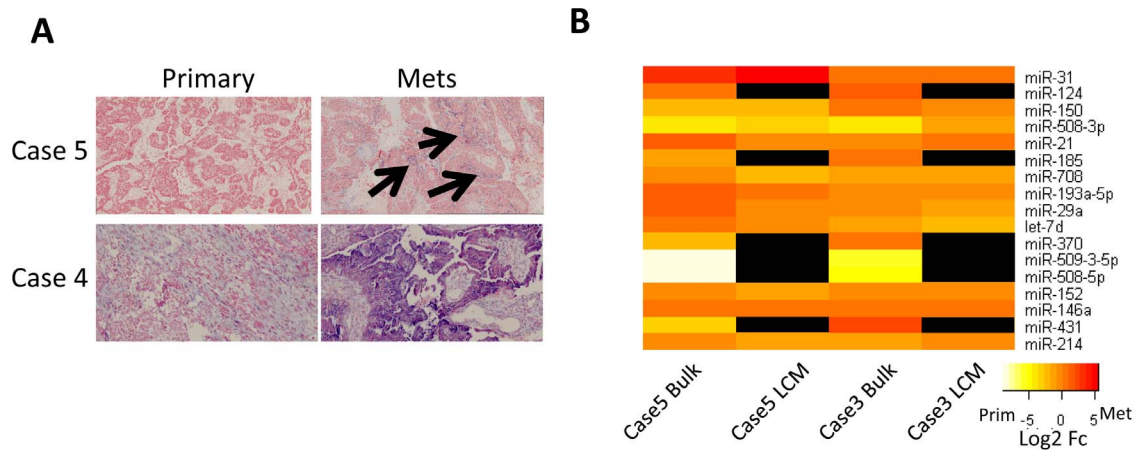 A
Primary
Mets
Case 5
Case 4
B
miR-31
miR-124
miR-150
miR-508-3p
miR-21
miR-185
miR-708
miR-193a-5p
miR-29a
let-7d
miR-370
miR-509-3-5p
miR-508-5p
miR-152
miR-146a
miR-431
miR-214
Case5 Bulk
Case5 LCM
Case3 Bulk
Case3 LCM
Prim -5 0 5 Met
Log2 Fc